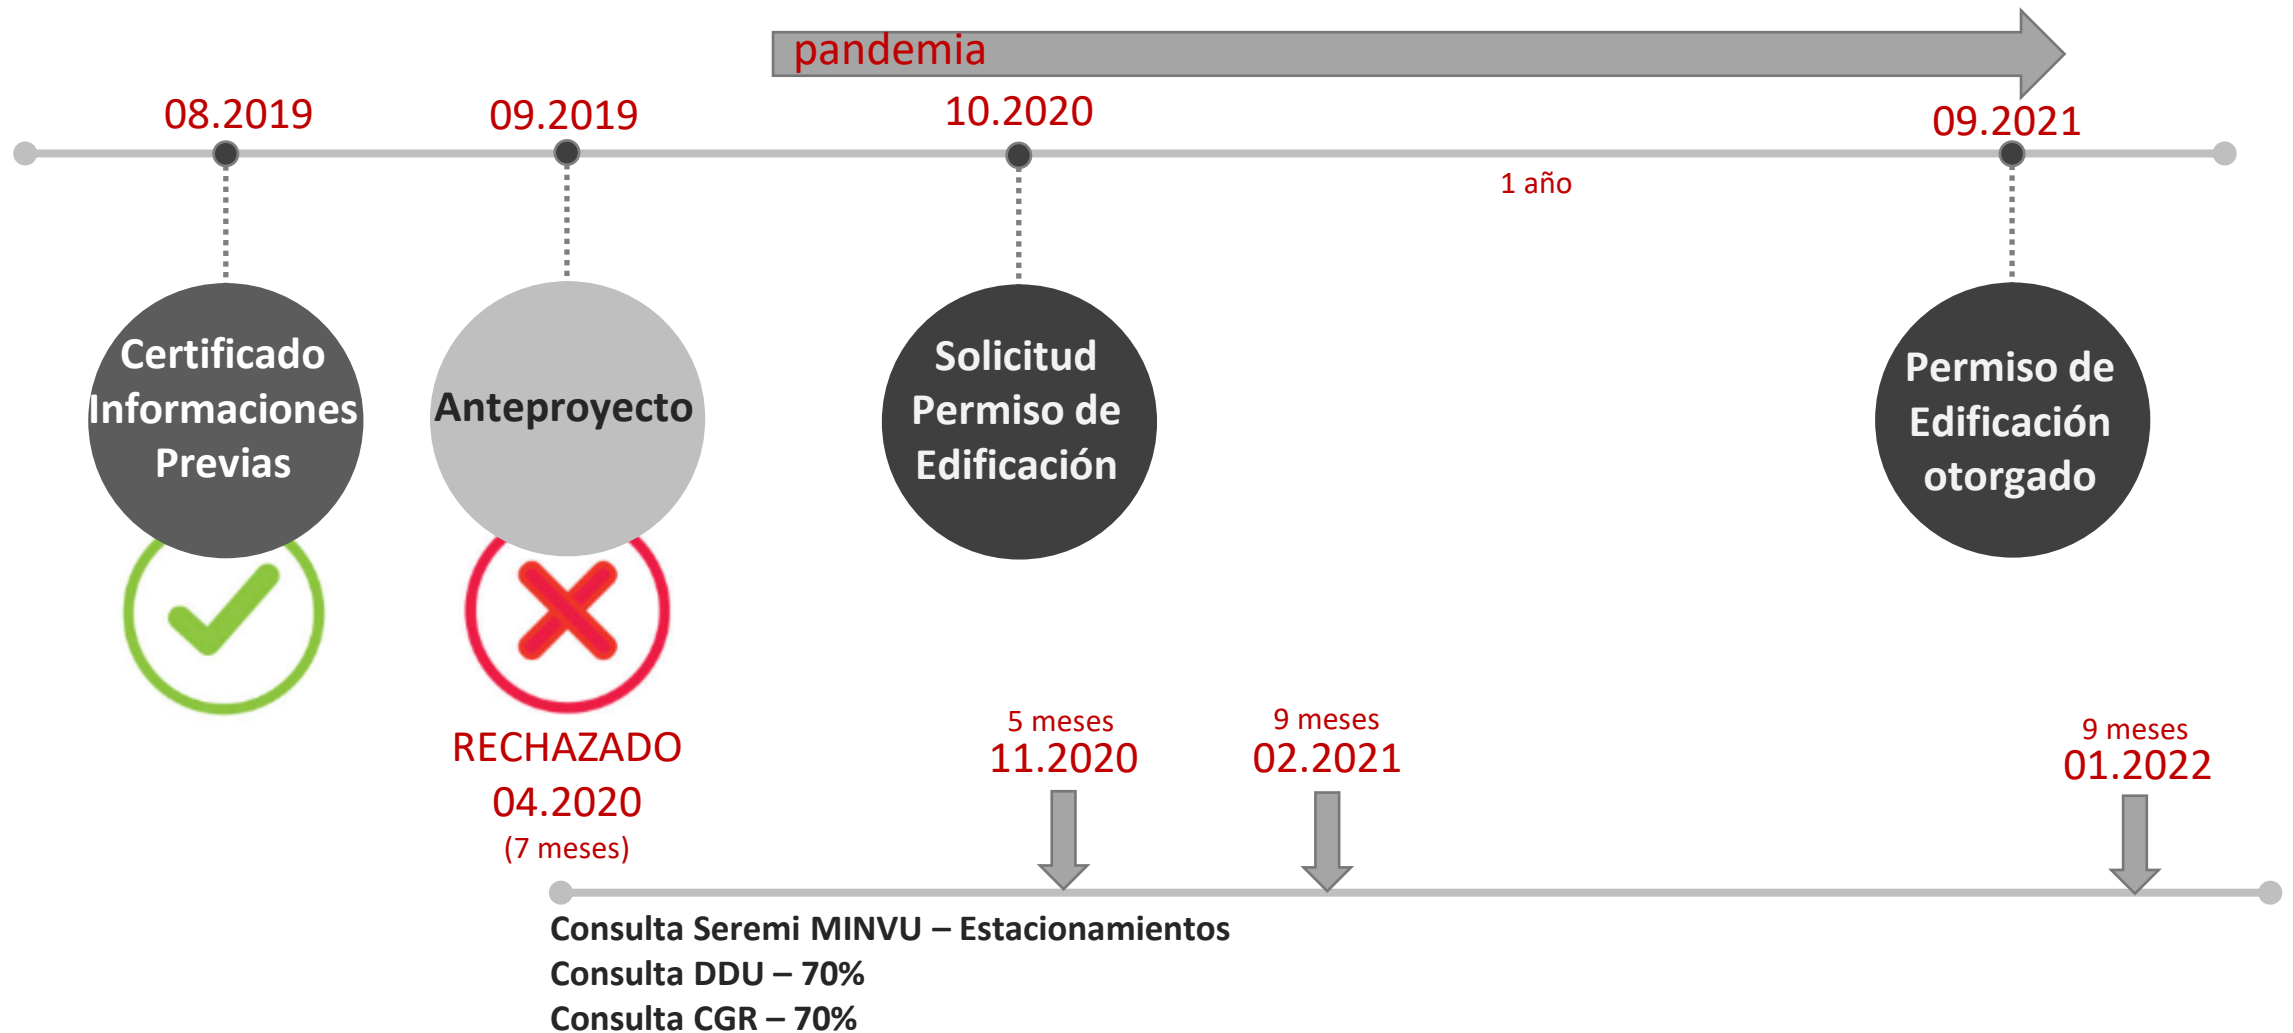 pandemia
08.2019
09.2019
10.2020
09.2021
1 año
Certificado
Informaciones
Previas
Anteproyecto
Solicitud
Permiso de
Edificación
Permiso de
Edificación
otorgado
RECHAZADO
04.2020
(7 meses)
5 meses
11.2020
9 meses
02.2021
9 meses
01.2022
Consulta Seremi MINVU – Estacionamientos
Consulta DDU – 70%
Consulta CGR – 70%